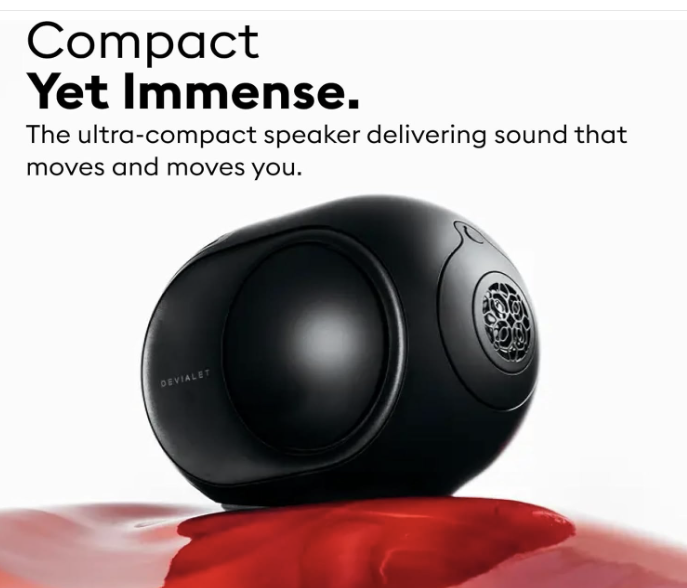 Compact
Yet Immense.
The ultra-compact speaker delivering sound that
moves and moves you.
DEVIALET